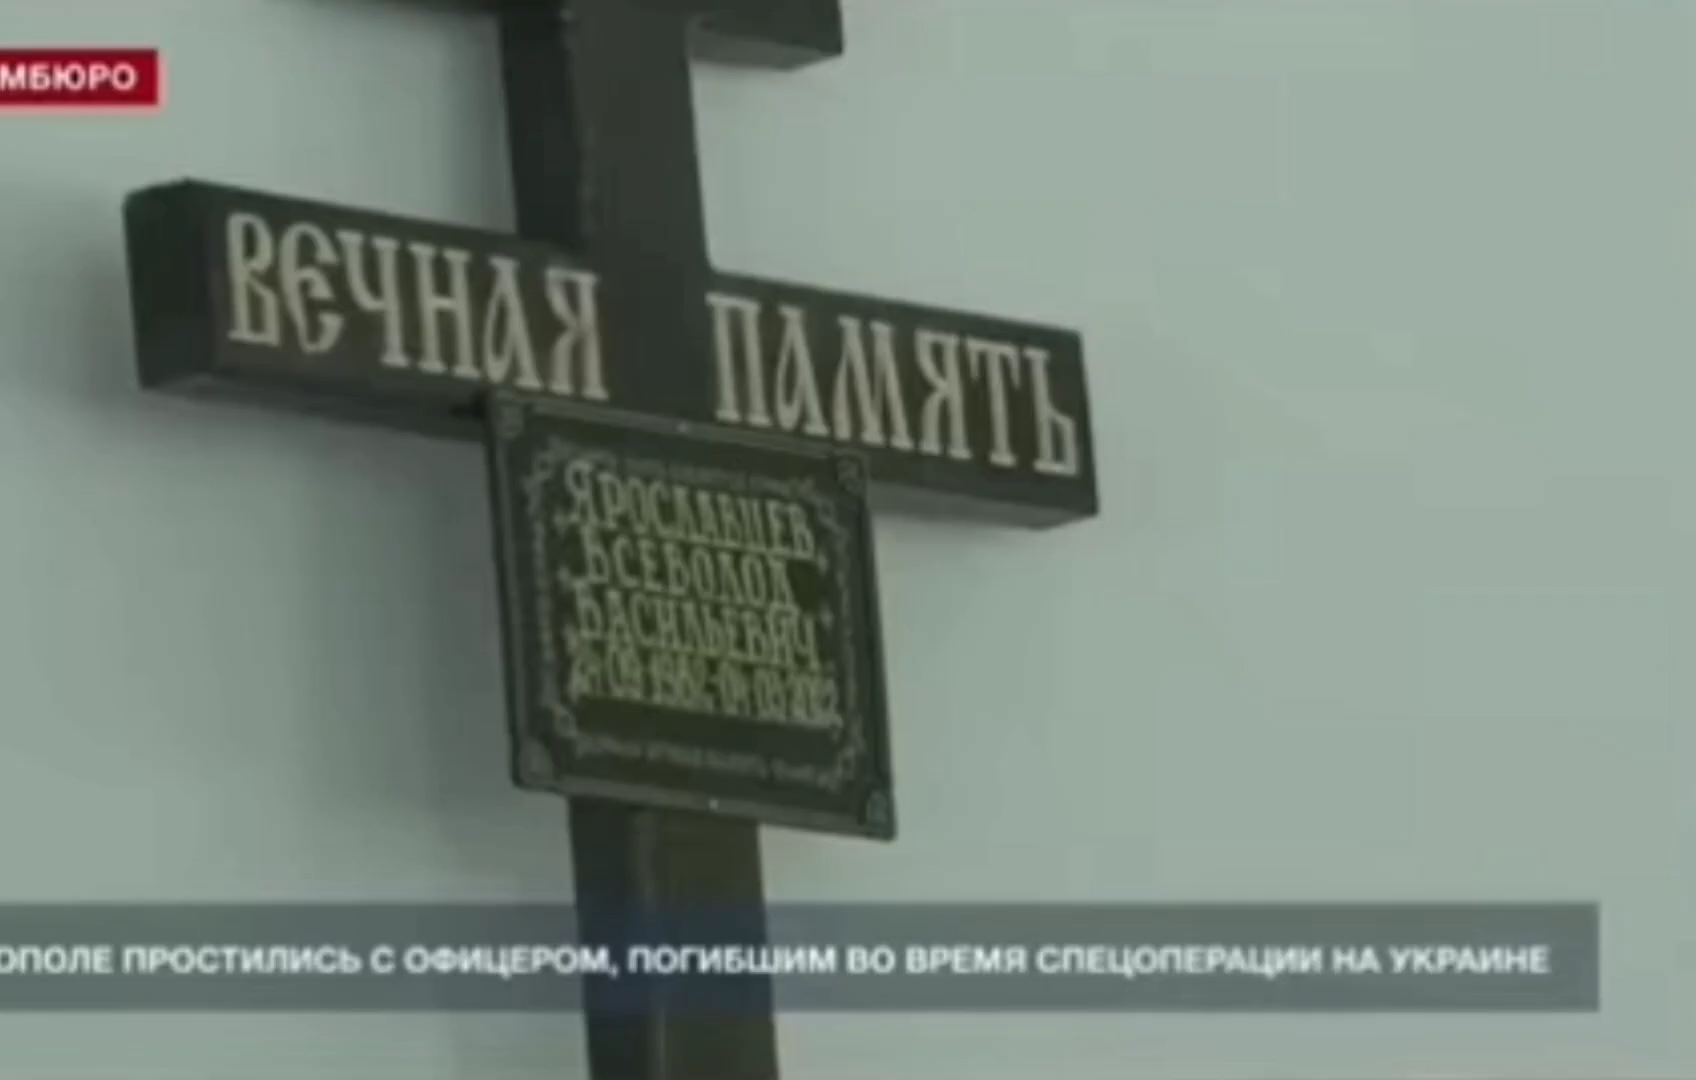 МБЮРО
ВЕЧНАЯ ПАМЯТЬ
ЯРОСЛАВЦЕВ
ВСЕВОЛОД
ВАСИЛЬЕВИЧ
ОПОЛЕ ПРОСТИЛИСЬ С ОФИЦЕРОМ, ПОГИБШИМ ВО ВРЕМЯ СПЕЦОПЕРАЦИИ НА УКРАИНЕ